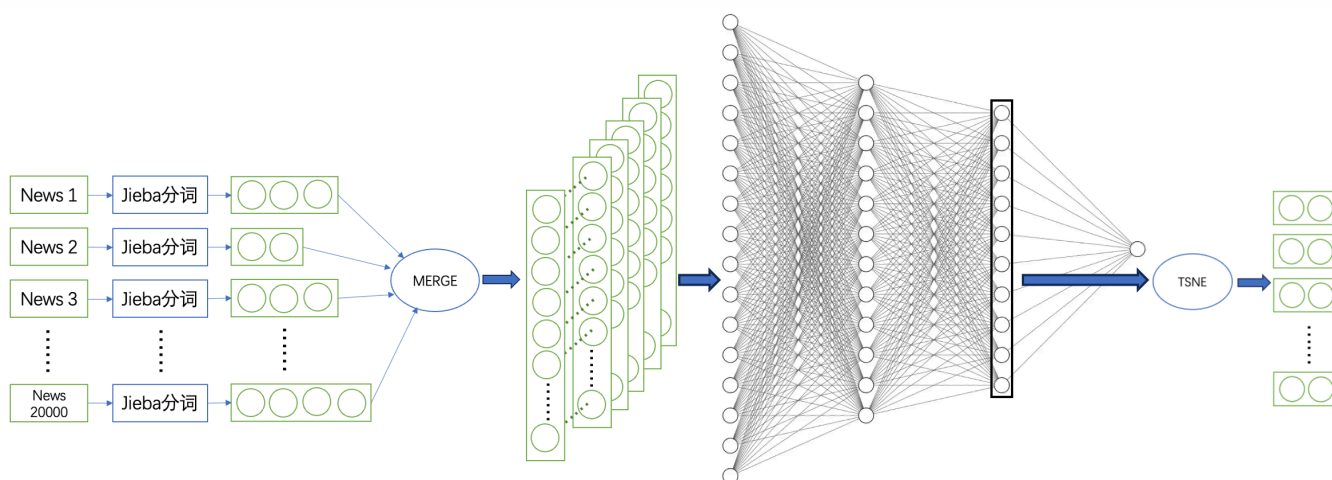 News 1
Jieba分词
News 2
Jieba分词
News 3
Jieba分词
News
20000
Jieba分词
MERGE
TSNE